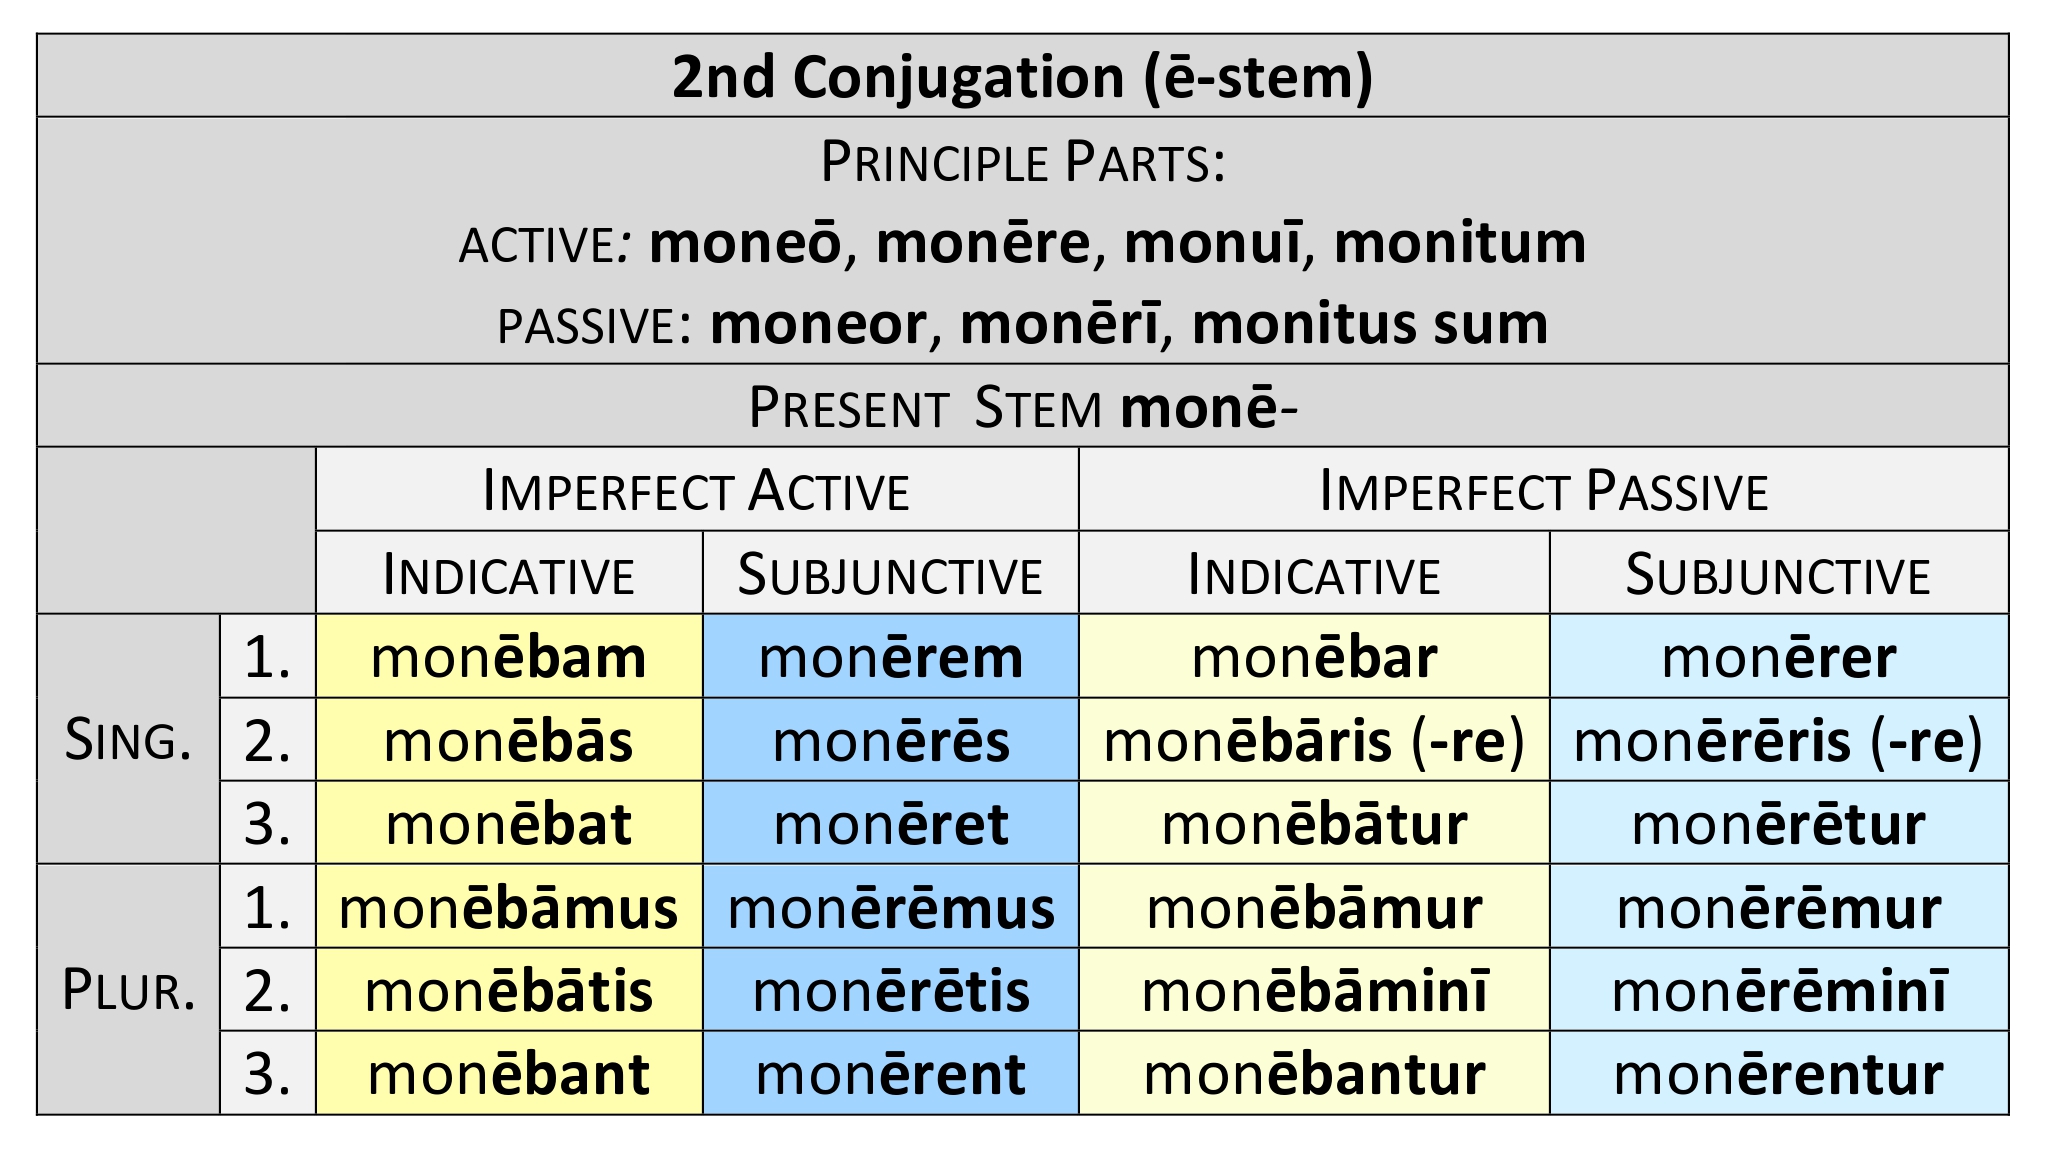 2nd Conjugation (ē-stem)
PRINCIPLE PARTS:
ACTIVE: moneō, monēre, monuī, monitum
PASSIVE: moneor, monērī, monitus sum
PRESENT STEM monē-
IMPERFECT ACTIVE IMPERFECT PASSIVE
INDICATIVE SUBJUNCTIVE INDICATIVE SUBJUNCTIVE
SING. 1. monēbam monērem monēbar monērer
2. monēbās monērēs monēbāris (-re) monērēris (-re)
3. monēbat monēret monēbātur monērētur
PLUR. 1. monēbāmus monērēmus monēbāmur monērēmur
2. monēbātis monērētis monēbāminī monērēminī
3. monēbant monērent monēbantur monērentur